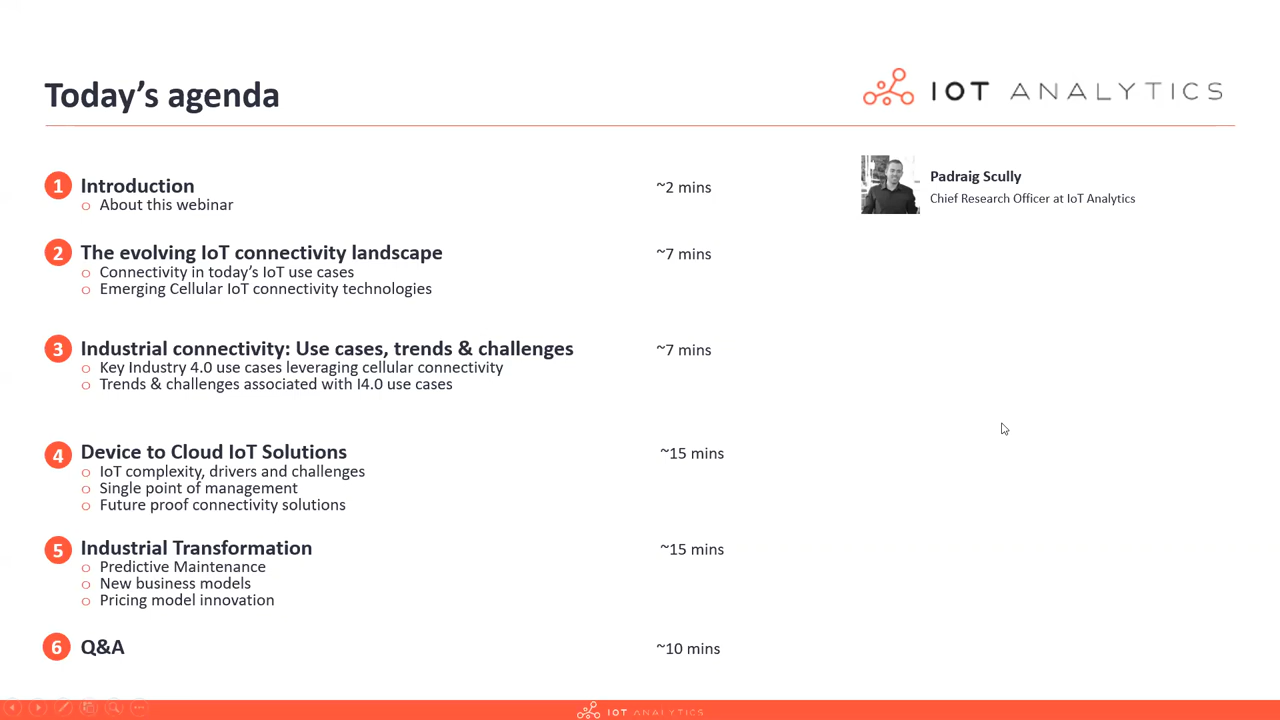 Today's agenda
IOT ANALYTICS
1 Introduction ~2 mins
o About this webinar
Padraig Scully
Chief Research Officer at IoT Analytics
2 The evolving IoT connectivity landscape ~7 mins
o Connectivity in today's IoT use cases
o Emerging Cellular IoT connectivity technologies
3 Industrial connectivity: Use cases, trends & challenges ~7 mins
o Key Industry 4.0 use cases leveraging cellular connectivity
o Trends & challenges associated with I4.0 use cases
4 Device to Cloud IoT Solutions ~15 mins
o IoT complexity, drivers and challenges
o Single point of management
o Future proof connectivity solutions
5 Industrial Transformation ~15 mins
o Predictive Maintenance
o New business models
o Pricing model innovation
6 Q&A ~10 mins
IOT ANALYTICS